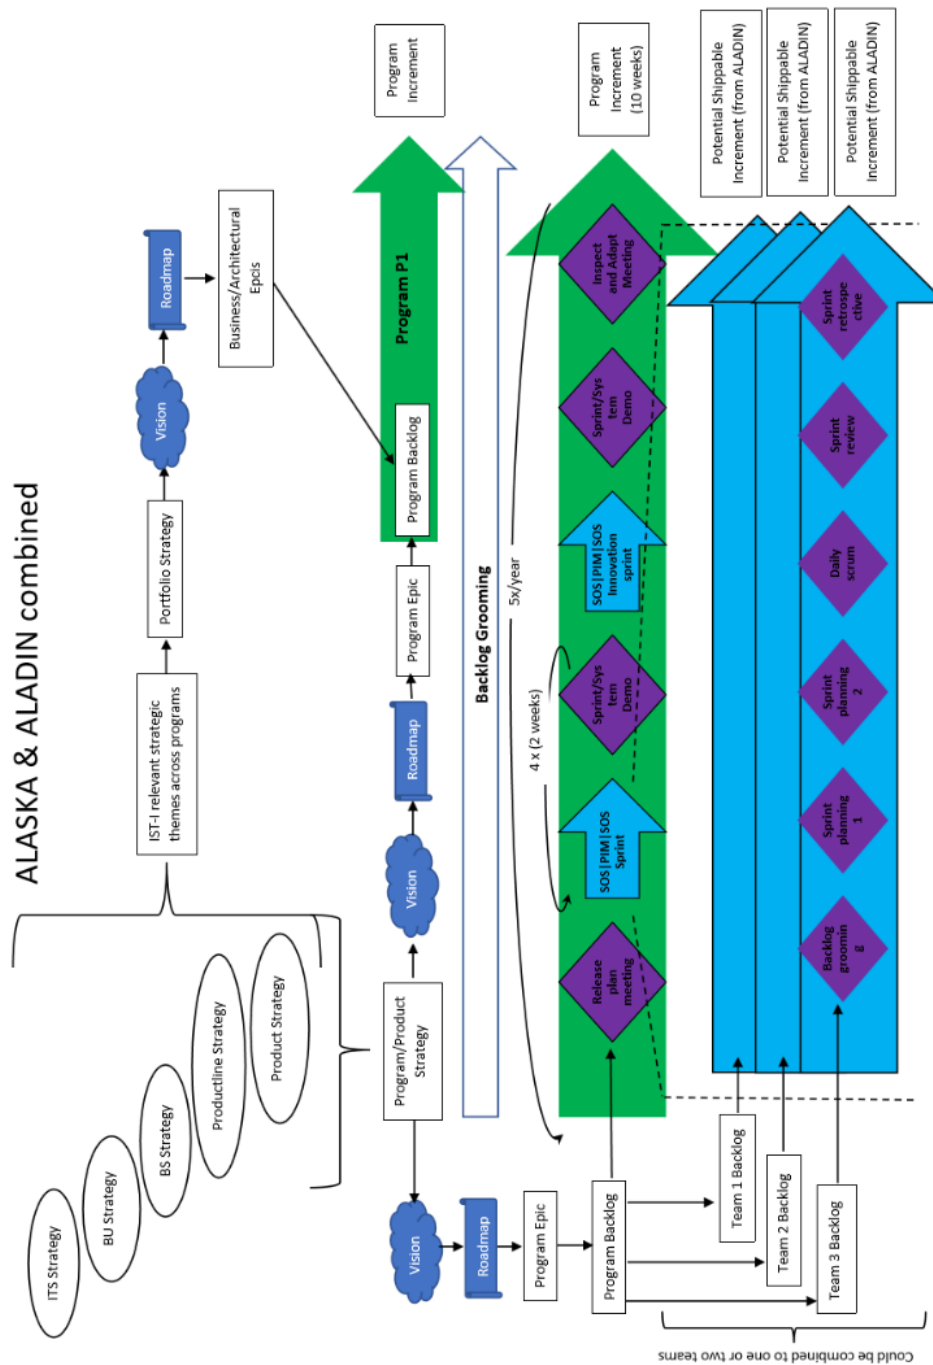 ALASKA & ALADIN combined
ITS Strategy
BU Strategy
BS Strategy
Productline Strategy
Product Strategy
IST-I relevant strategic
themes across programs
Portfolio Strategy
Vision
Roadmap
Business/Architectural
Epcis
Program/Product
Strategy
Vision
Roadmap
Program Epic
Program Backlog
Program P1
Program
Increment
Backlog Grooming
Vision
Roadmap
Program Epic
Program Backlog
5x/year
4 x (2 weeks)
Release
plan
meeting
SOS|PIM|SOS
Sprint
Sprint/Sys
tem
Demo
SOS|PIM|SOS
Innovation
sprint
Sprint/Sys
tem
Demo
Inspect
and Adapt
Meeting
Program
Increment
(10 weeks)
Team 1 Backlog
Team 2 Backlog
Team 3 Backlog
Backlog
groomin
g
Sprint
planning
1
Sprint
planning
2
Daily
scrum
Sprint
review
Sprint
retrospe
ctive
Potential Shippable
Increment (from ALADIN)
Potential Shippable
Increment (from ALADIN)
Potential Shippable
Increment (from ALADIN)
Could be combined to one or two teams